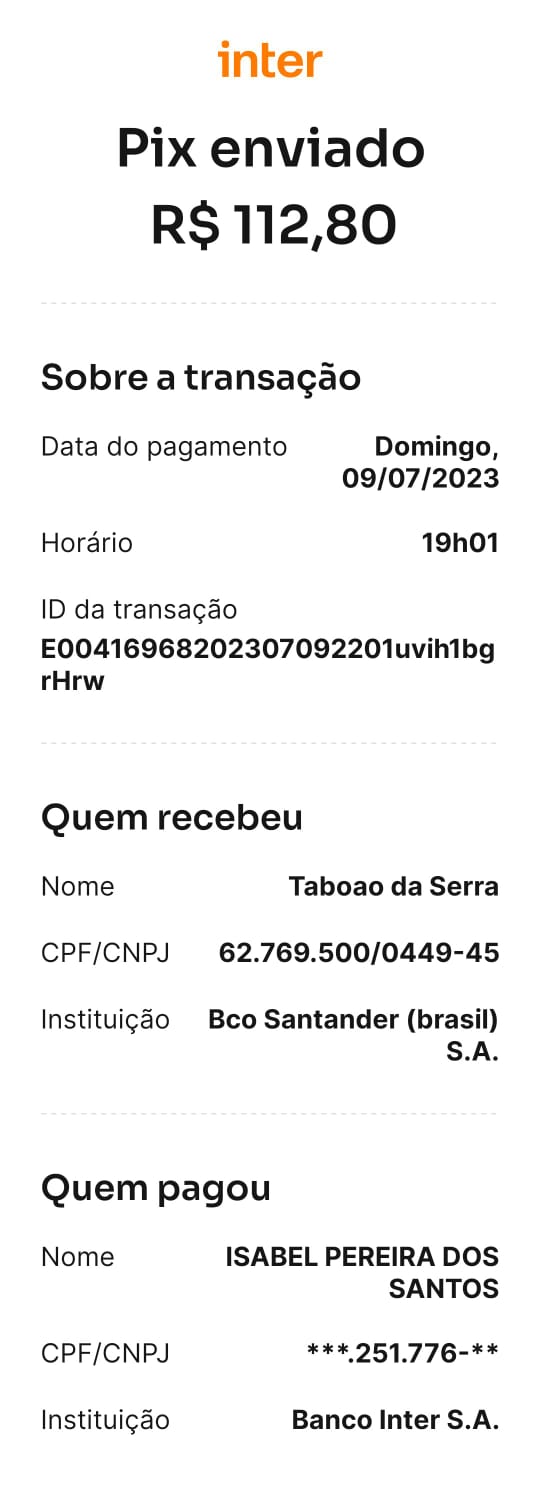 inter
Pix enviado
R$ 112,80
Sobre a transação
Data do pagamento Domingo,
09/07/2023
Horário 19h01
ID da transação
E00416968202307092201uvih1bg
rHrw
Quem recebeu
Nome Taboao da Serra
CPF/CNPJ 62.769.500/0449-45
Instituição Bco Santander (brasil)
S.A.
Quem pagou
Nome ISABEL PEREIRA DOS
SANTOS
CPF/CNPJ ***.251.776-**
Instituição Banco Inter S.A.